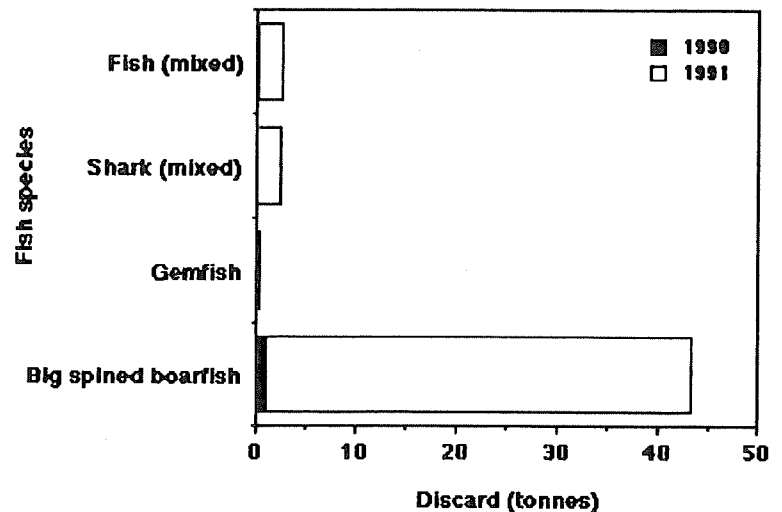 Fish (mixed)
Shark (mixed)
Gemfish
Big spined boarfish
Fish species
1990
1991
0 10 20 30 40 50
Discard (tonnes)